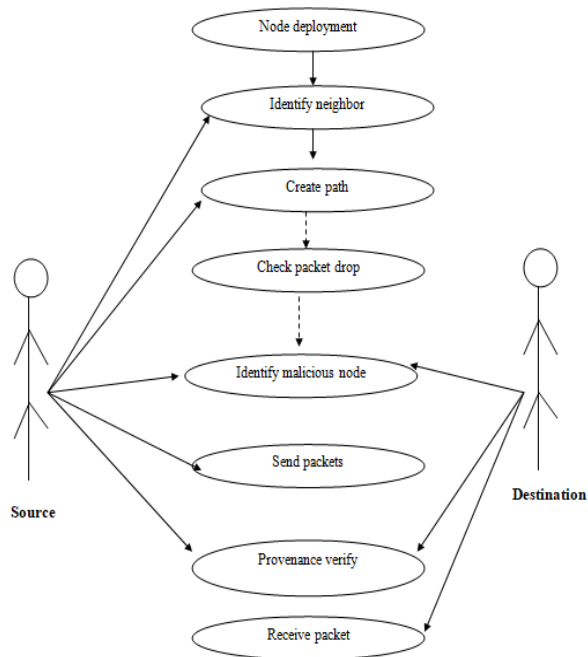 Node deployment
Identify neighbor
Create path
Check packet drop
Identify malicious node
Send packets
Source
Destination
Provenance verify
Receive packet